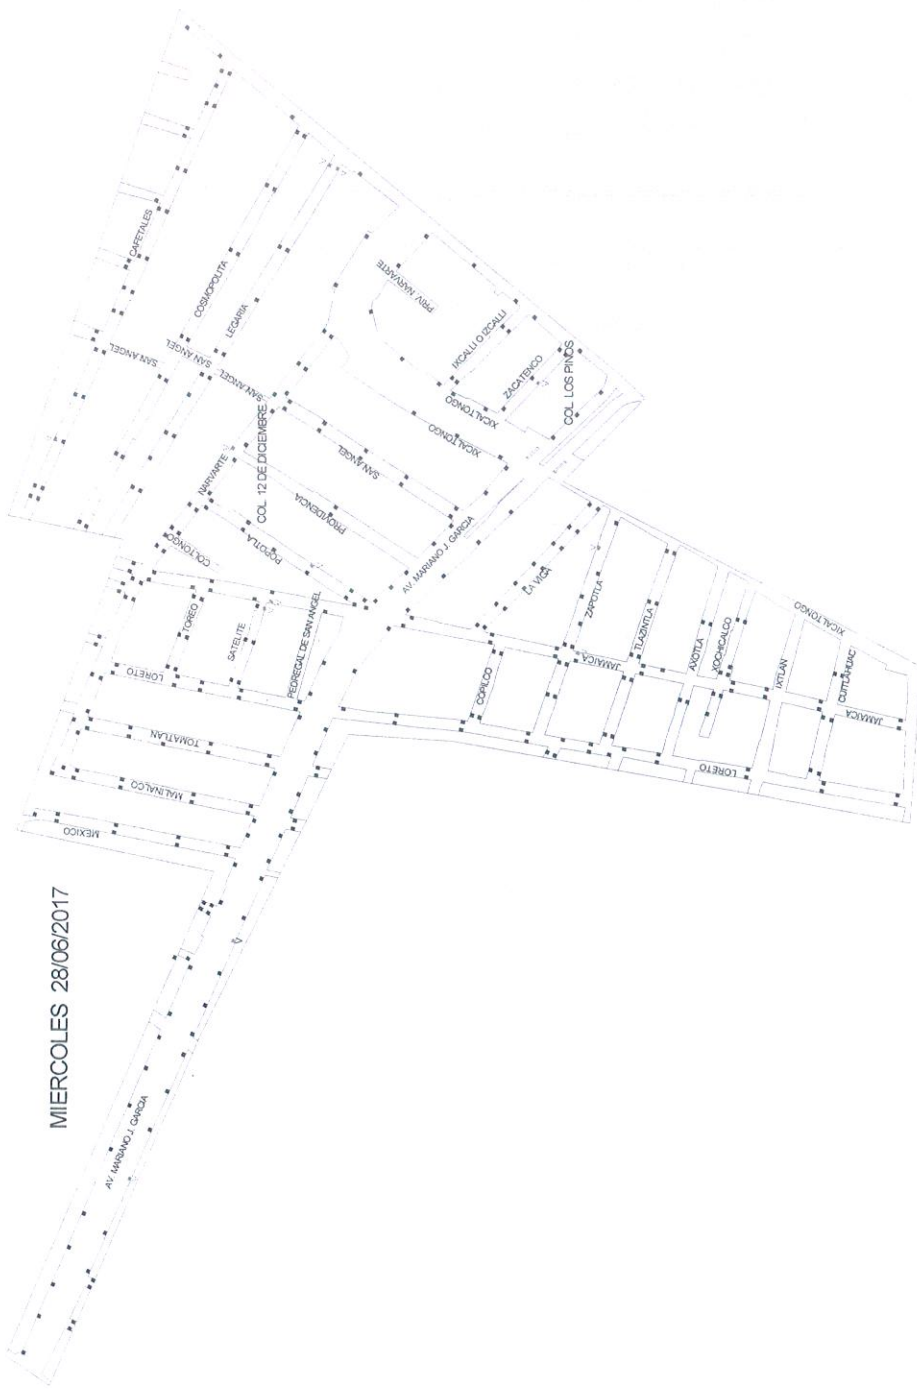 MIERCOLES 28/06/2017
CAFETALES
COSMOPOLITA
LEGARIA
SAN ANGEL
SAN ANGEL
SAN ANGEL
SAN ANGEL
SAN ANGEL
PRIV. NARVARTE
IXCALLI O IZCALLI
ZACATENCO
COL. LOS PINOS
XICALTONGO
XICALTONGO
COL. 12 DE DICIEMBRE
NARVARTE
PROVIDENCIA
POPOTLA
COLTONGO
AV. MARIANO J. GARCIA
TOREO
SATELITE
PEDREGAL DE SAN ANGEL
LORETO
TOMATLAN
MALINALCO
MEXICO
LA VIGA
ZAPOTLA
TLAZINTLA
COPILCO
JAMAICA
AXOTLA
XOCHICALCO
IXTLAN
XICALTONGO
CUITLAHUAC
JAMAICA
LORETO
AV. MARIANO J. GARCIA